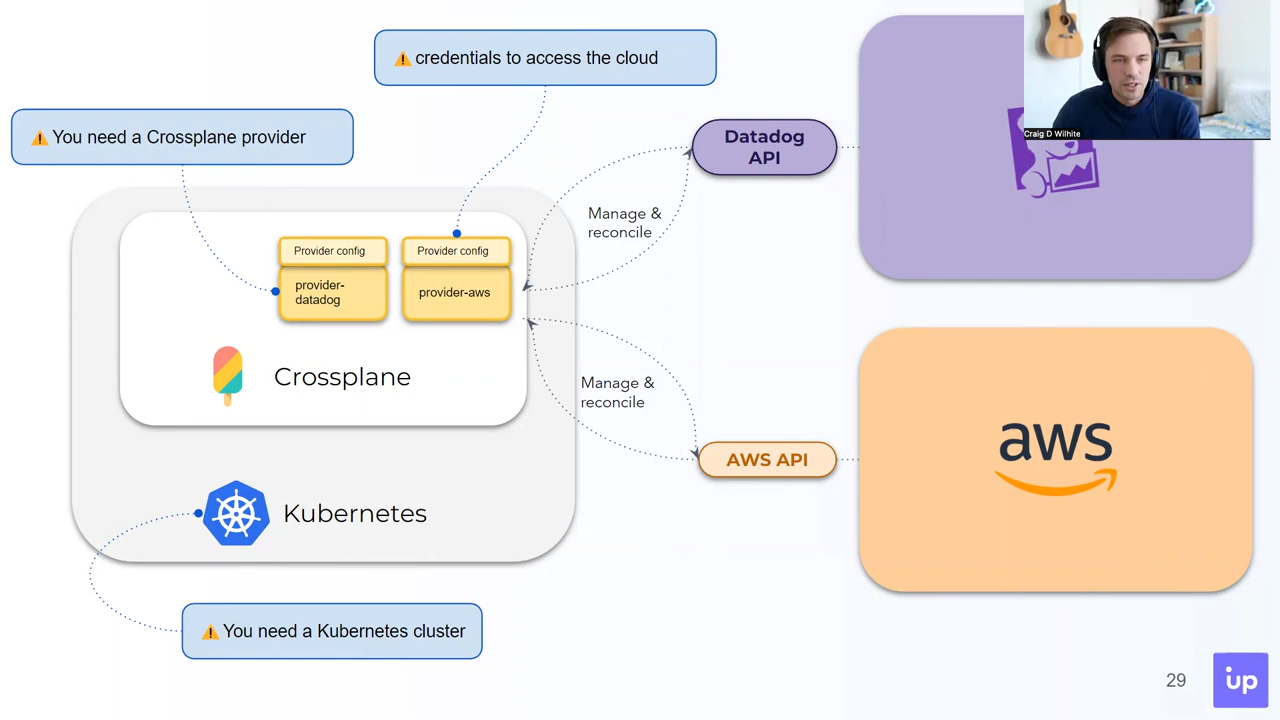 ⚠ credentials to access the cloud
Craig D Wilhite
⚠ You need a Crossplane provider
Datadog
API
Manage &
reconcile
Provider config
Provider config
provider-
datadog
provider-aws
Crossplane
Manage &
reconcile
AWS API
aws
Kubernetes
⚠ You need a Kubernetes cluster
29
up